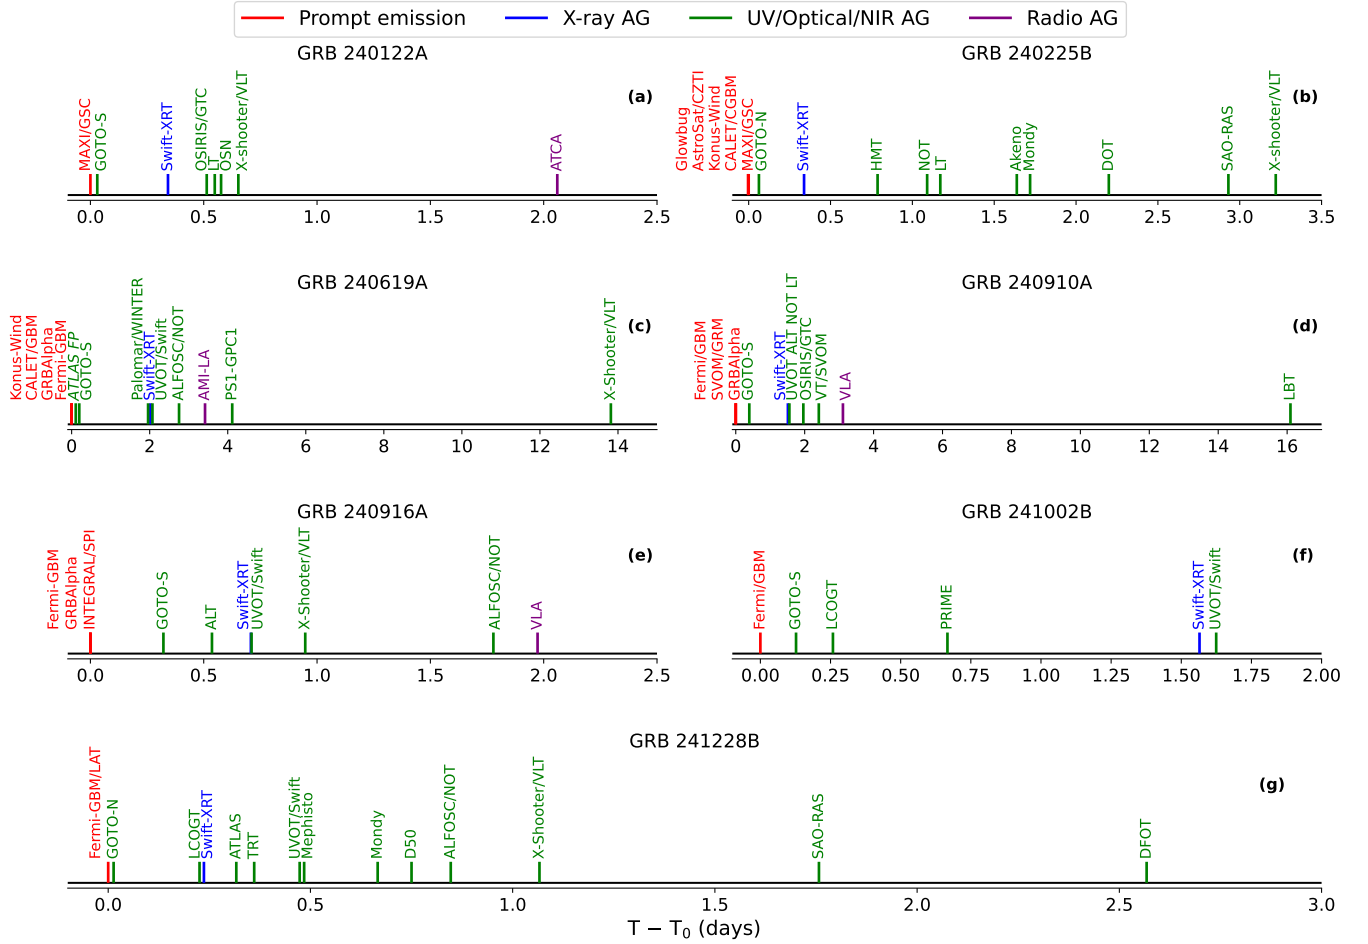 Prompt emission X-ray AG UV/Optical/NIR AG Radio AG
GRB 240122A
(a)
MAXI/GSC
GOTO-S
Swift-XRT
OSIRIS/GTC
LT
OSN
X-shooter/VLT
ATCA
0.0 0.5 1.0 1.5 2.0 2.5
GRB 240225B
(b)
Glowbug
AstroSat/CZTI
Konus-Wind
CALET/CGBM
MAXI/GSC
GOTO-N
Swift-XRT
HMT
NOT
LT
Akeno
Mondy
DOT
SAO-RAS
X-shooter/VLT
0.0 0.5 1.0 1.5 2.0 2.5 3.0 3.5
GRB 240619A
(c)
Konus-Wind
CALET/GBM
GRBAlpha
Fermi-GBM
ATLAS FP
GOTO-S
Palomar/WINTER
Swift-XRT
UVOT/Swift
ALFOSC/NOT
AMI-LA
PS1-GPC1
X-Shooter/VLT
0 2 4 6 8 10 12 14
GRB 240910A
(d)
Fermi/GBM
SVOM/GRM
GRBAlpha
GOTO-S
Swift-XRT
UVOT ALT NOT LT
OSIRIS/GTC
VT/SVOM
VLA
LBT
0 2 4 6 8 10 12 14 16
GRB 240916A
(e)
Fermi-GBM
GRBAlpha
INTEGRAL/SPI
GOTO-S
ALT
Swift-XRT
UVOT/Swift
X-Shooter/VLT
ALFOSC/NOT
VLA
0.0 0.5 1.0 1.5 2.0 2.5
GRB 241002B
(f)
Fermi/GBM
GOTO-S
LCOGT
PRIME
Swift-XRT
UVOT/Swift
0.00 0.25 0.50 0.75 1.00 1.25 1.50 1.75 2.00
GRB 241228B
(g)
Fermi-GBM/LAT
GOTO-N
LCOGT
Swift-XRT
ATLAS
TRT
UVOT/Swift
Mephisto
Mondy
D50
ALFOSC/NOT
X-Shooter/VLT
SAO-RAS
DFOT
0.0 0.5 1.0 1.5 2.0 2.5 3.0
T − T₀ (days)